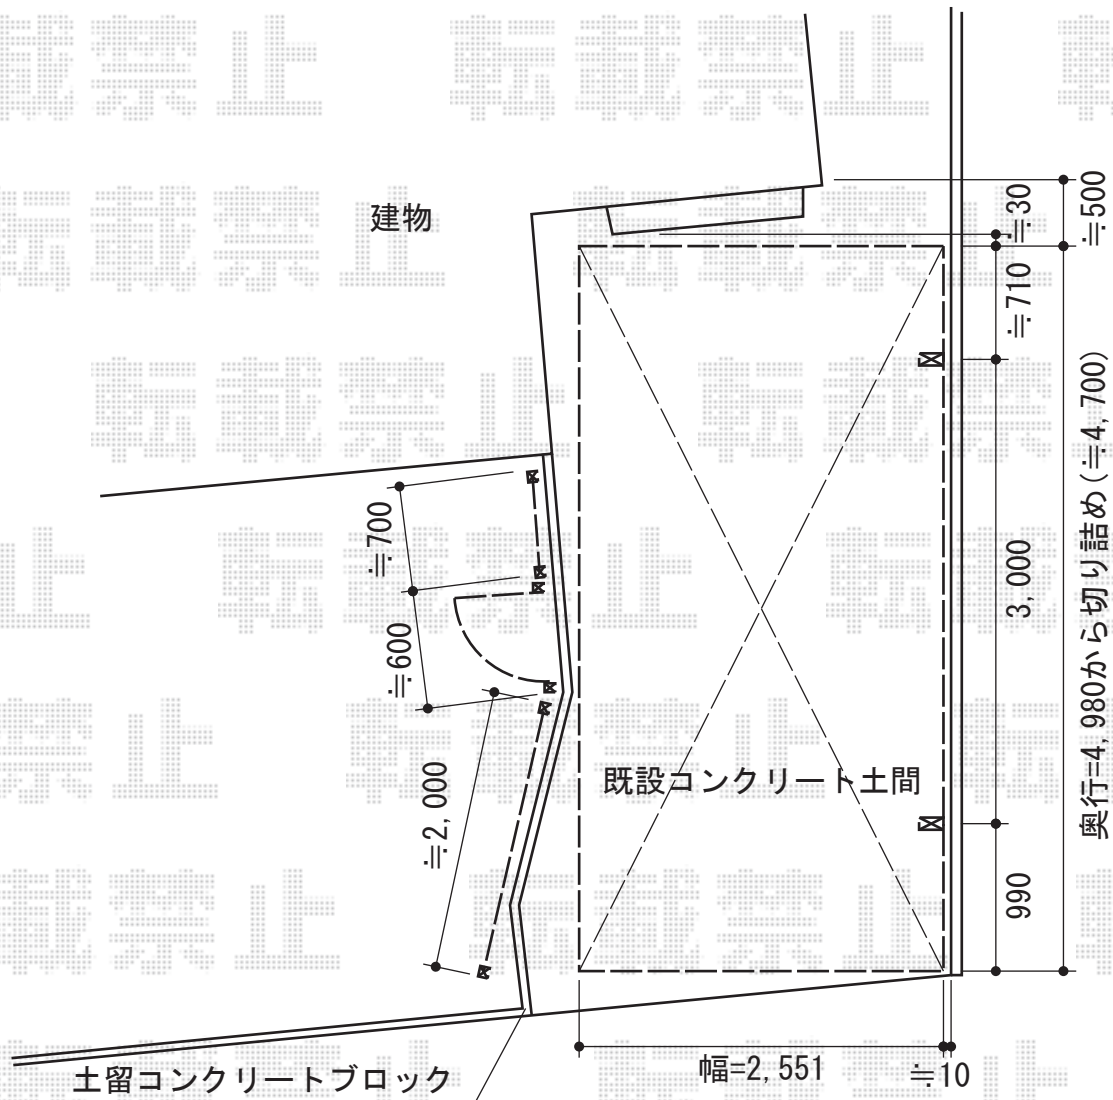 転載禁止
建物
≒30
≒500
≒710
≒700
奥行=4,980から切り詰め(≒4,700)
3,000
≒600
≒2,000
既設コンクリート土間
990
幅=2,551
≒10
土留コンクリートブロック